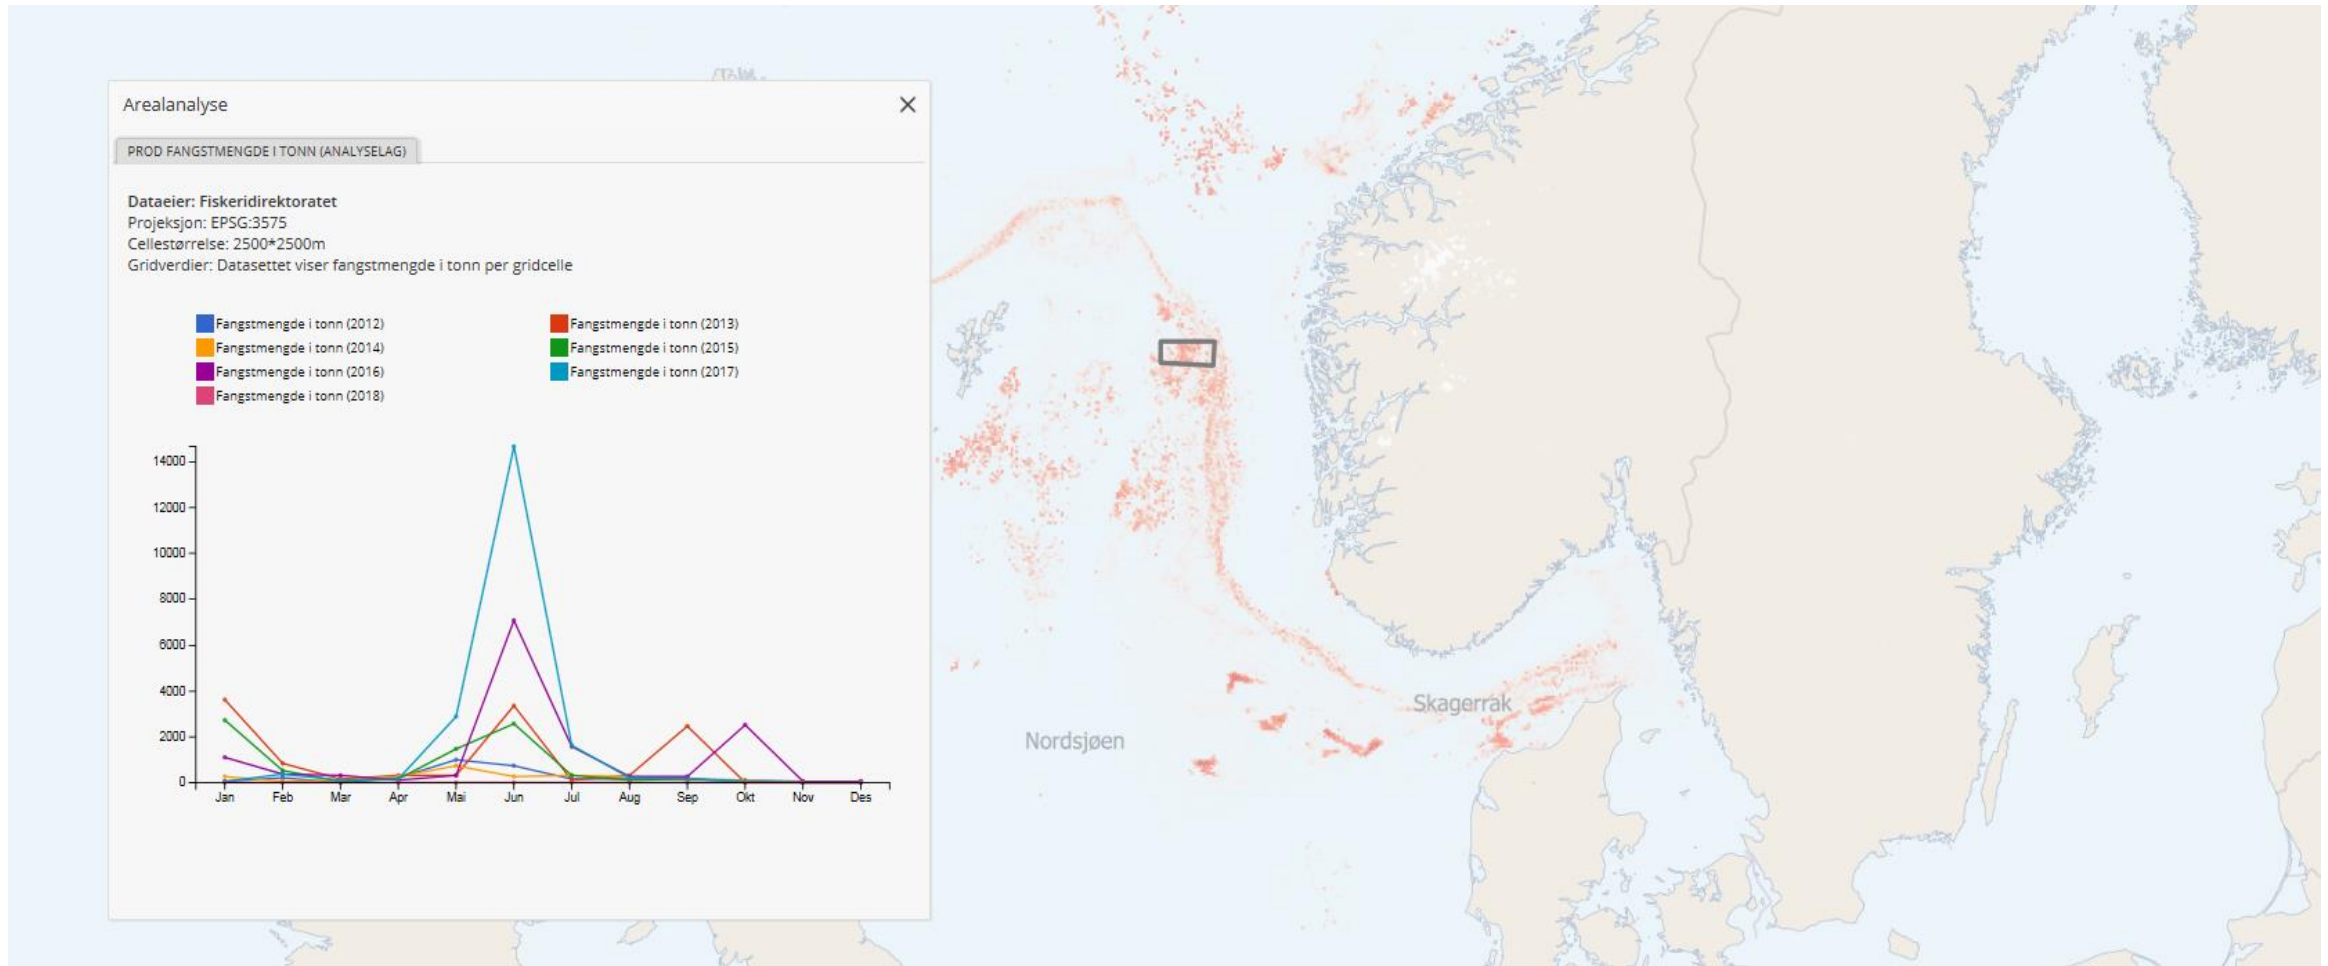 Arealanalyse
PROD FANGSTMENGDE I TONN (ANALYSELAG)
Dataeier: Fiskeridirektoratet
Projeksjon: EPSG:3575
Cellestørrelse: 2500*2500m
Gridverdier: Datasettet viser fangstmengde i tonn per gridcelle
Fangstmengde i tonn (2012)
Fangstmengde i tonn (2013)
Fangstmengde i tonn (2014)
Fangstmengde i tonn (2015)
Fangstmengde i tonn (2016)
Fangstmengde i tonn (2017)
Fangstmengde i tonn (2018)
14000
12000
10000
8000
6000
4000
2000
0
Jan Feb Mar Apr Mai Jun Jul Aug Sep Okt Nov Des
Skagerrak
Nordsjøen